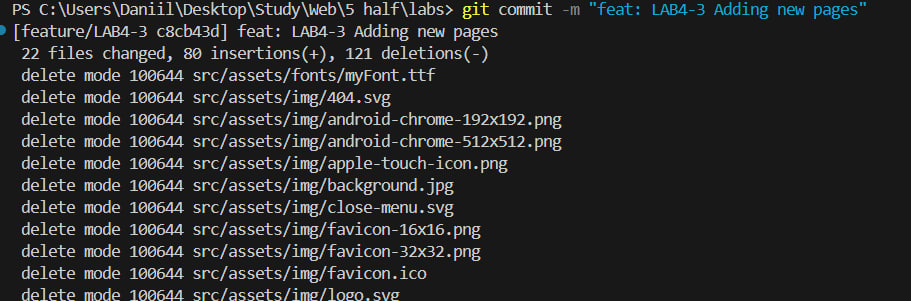 PS C:\Users\Daniil\Desktop\Study\Web\5 half\labs> git commit -m "feat: LAB4-3 Adding new pages"
[feature/LAB4-3 c8cb43d] feat: LAB4-3 Adding new pages
22 files changed, 80 insertions(+), 121 deletions(-)
delete mode 100644 src/assets/fonts/myFont.ttf
delete mode 100644 src/assets/img/404.svg
delete mode 100644 src/assets/img/android-chrome-192x192.png
delete mode 100644 src/assets/img/android-chrome-512x512.png
delete mode 100644 src/assets/img/apple-touch-icon.png
delete mode 100644 src/assets/img/background.jpg
delete mode 100644 src/assets/img/close-menu.svg
delete mode 100644 src/assets/img/favicon-16x16.png
delete mode 100644 src/assets/img/favicon-32x32.png
delete mode 100644 src/assets/img/favicon.ico
delete mode 100644 src/assets/img/logo.svg